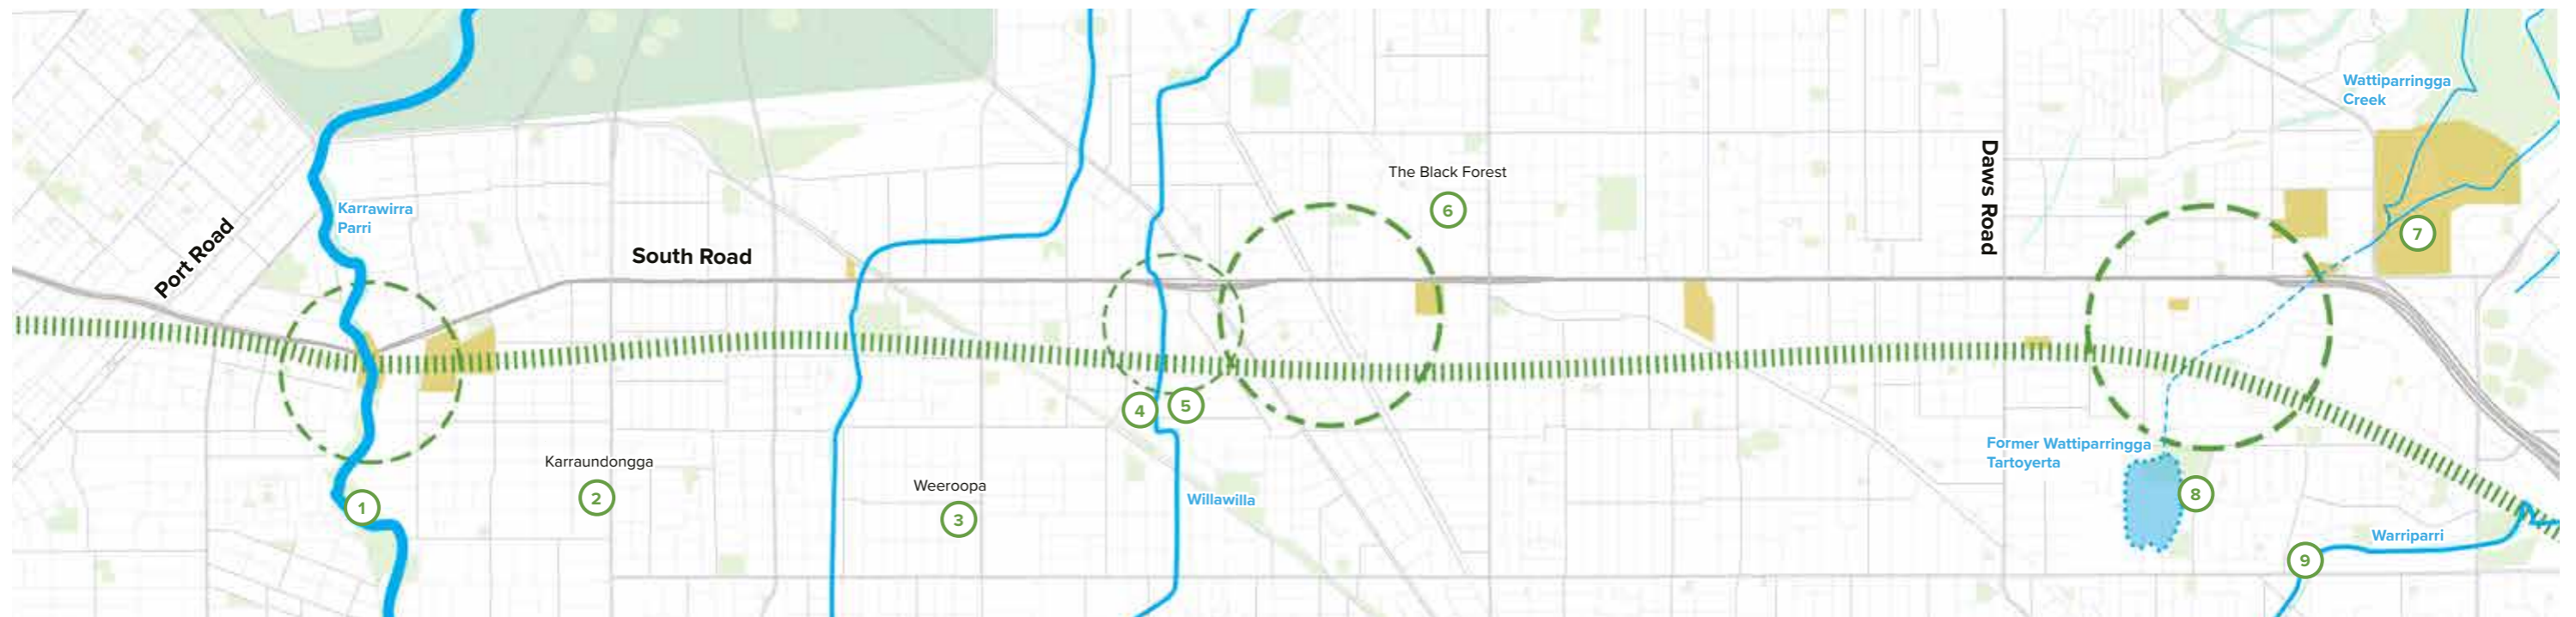 Wattiparringga
Creek
Daws Road
The Black Forest
6
Karrawirra
Parri
Port Road
7
South Road
4
5
Former Wattiparringga
Tartoyerta
Karraundongga
2
Weeroopa
3
Willawilla
8
1
Warriparri
9